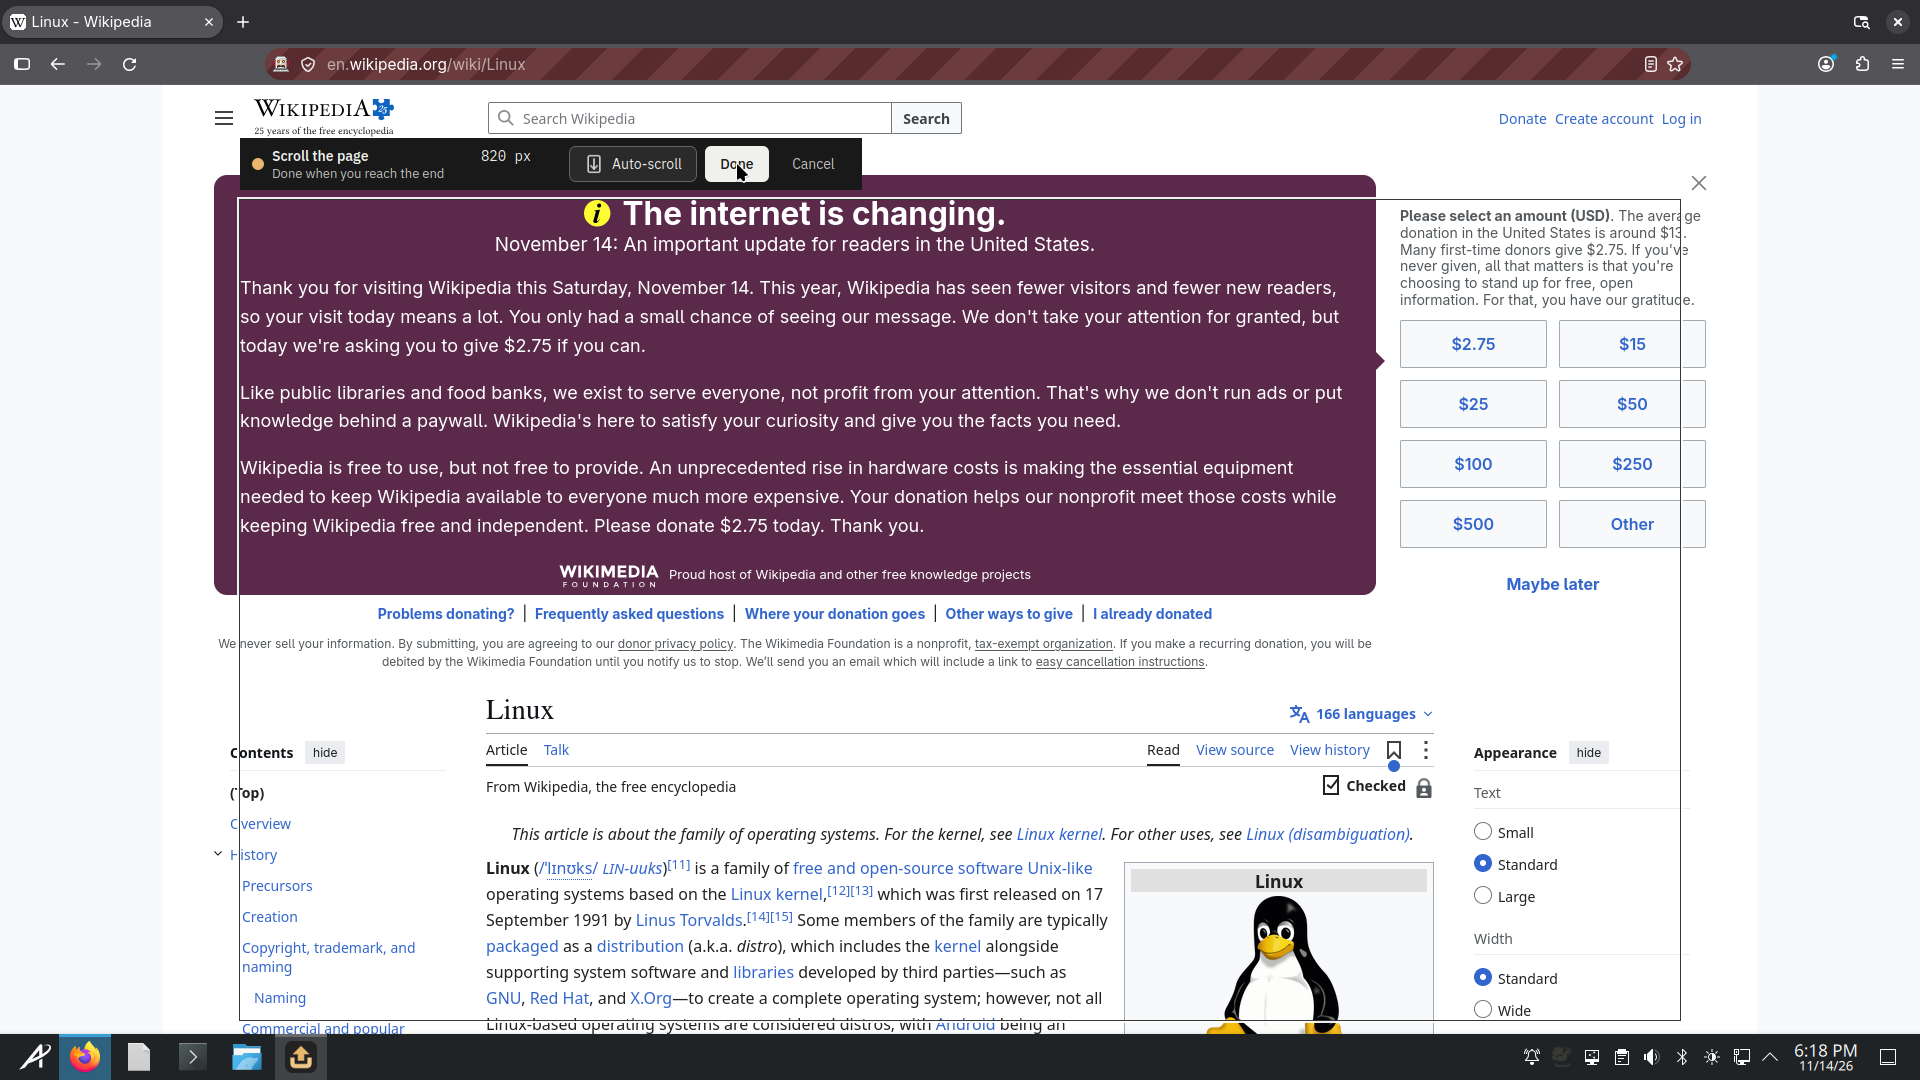 Linux - Wikipedia
en.wikipedia.org/wiki/Linux
WIKIPEDIA 25
25 years of the free encyclopedia
Search Wikipedia
Search
Donate Create account Log in
Scroll the page
Done when you reach the end
820 px
Auto-scroll
Done
Cancel
i The internet is changing.
November 14: An important update for readers in the United States.
Thank you for visiting Wikipedia this Saturday, November 14. This year, Wikipedia has seen fewer visitors and fewer new readers,
so your visit today means a lot. You only had a small chance of seeing our message. We don't take your attention for granted, but
today we're asking you to give $2.75 if you can.
Like public libraries and food banks, we exist to serve everyone, not profit from your attention. That's why we don't run ads or put
knowledge behind a paywall. Wikipedia's here to satisfy your curiosity and give you the facts you need.
Wikipedia is free to use, but not free to provide. An unprecedented rise in hardware costs is making the essential equipment
needed to keep Wikipedia available to everyone much more expensive. Your donation helps our nonprofit meet those costs while
keeping Wikipedia free and independent. Please donate $2.75 today. Thank you.
WIKIMEDIA
FOUNDATION
Proud host of Wikipedia and other free knowledge projects
Please select an amount (USD). The average
donation in the United States is around $13.
Many first-time donors give $2.75. If you've
never given, all that matters is that you're
choosing to stand up for free, open
information. For that, you have our gratitude.
$2.75 $15
$25 $50
$100 $250
$500 Other
Maybe later
Problems donating? | Frequently asked questions | Where your donation goes | Other ways to give | I already donated
We never sell your information. By submitting, you are agreeing to our donor privacy policy. The Wikimedia Foundation is a nonprofit, tax-exempt organization. If you make a recurring donation, you will be
debited by the Wikimedia Foundation until you notify us to stop. We'll send you an email which will include a link to easy cancellation instructions.
Contents hide
(Top)
Overview
History
Precursors
Creation
Copyright, trademark, and
naming
Naming
Commercial and popular
Linux
166 languages
Article Talk
Read View source View history
From Wikipedia, the free encyclopedia
Checked
This article is about the family of operating systems. For the kernel, see Linux kernel. For other uses, see Linux (disambiguation).
Linux (/ˈlɪnʊks/ LIN-uuks)[11] is a family of free and open-source software Unix-like
operating systems based on the Linux kernel,[12][13] which was first released on 17
September 1991 by Linus Torvalds.[14][15] Some members of the family are typically
packaged as a distribution (a.k.a. distro), which includes the kernel alongside
supporting system software and libraries developed by third parties—such as
GNU, Red Hat, and X.Org—to create a complete operating system; however, not all
Linux-based operating systems are considered distros, with Android being an
Linux
Appearance hide
Text
Small
Standard
Large
Width
Standard
Wide
6:18 PM
11/14/26